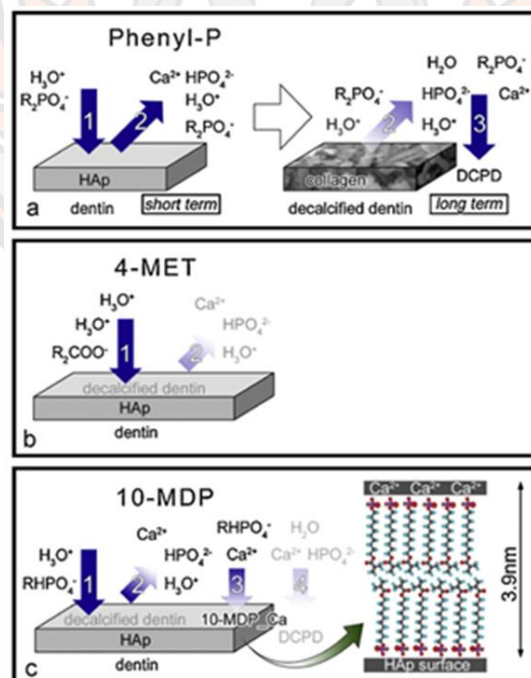 Phenyl-P
H₃O⁺
R₂PO₄⁻
1
2
Ca²⁺ HPO₄²⁻
H₃O⁺
R₂PO₄⁻
HAp
dentin
short term
a
R₂PO₄⁻
H₃O⁺
2
H₂O R₂PO₄⁻
HPO₄²⁻ Ca²⁺
H₃O⁺
3
DCPD
collagen
decalcified dentin
long term
4-MET
H₃O⁺
H₃O⁺
R₂COO⁻
1
2
Ca²⁺
HPO₄²⁻
H₃O⁺
decalcified dentin
HAp
dentin
b
10-MDP
H₃O⁺
RHPO₄⁻
1
2
Ca²⁺
HPO₄²⁻
H₃O⁺
RHPO₄⁻
Ca²⁺
3
H₂O
Ca²⁺ HPO₄²⁻
4
decalcified dentin
10-MDP_Ca
DCPD
HAp
dentin
c
Ca²⁺ Ca²⁺ Ca²⁺
3.9nm
HAp surface